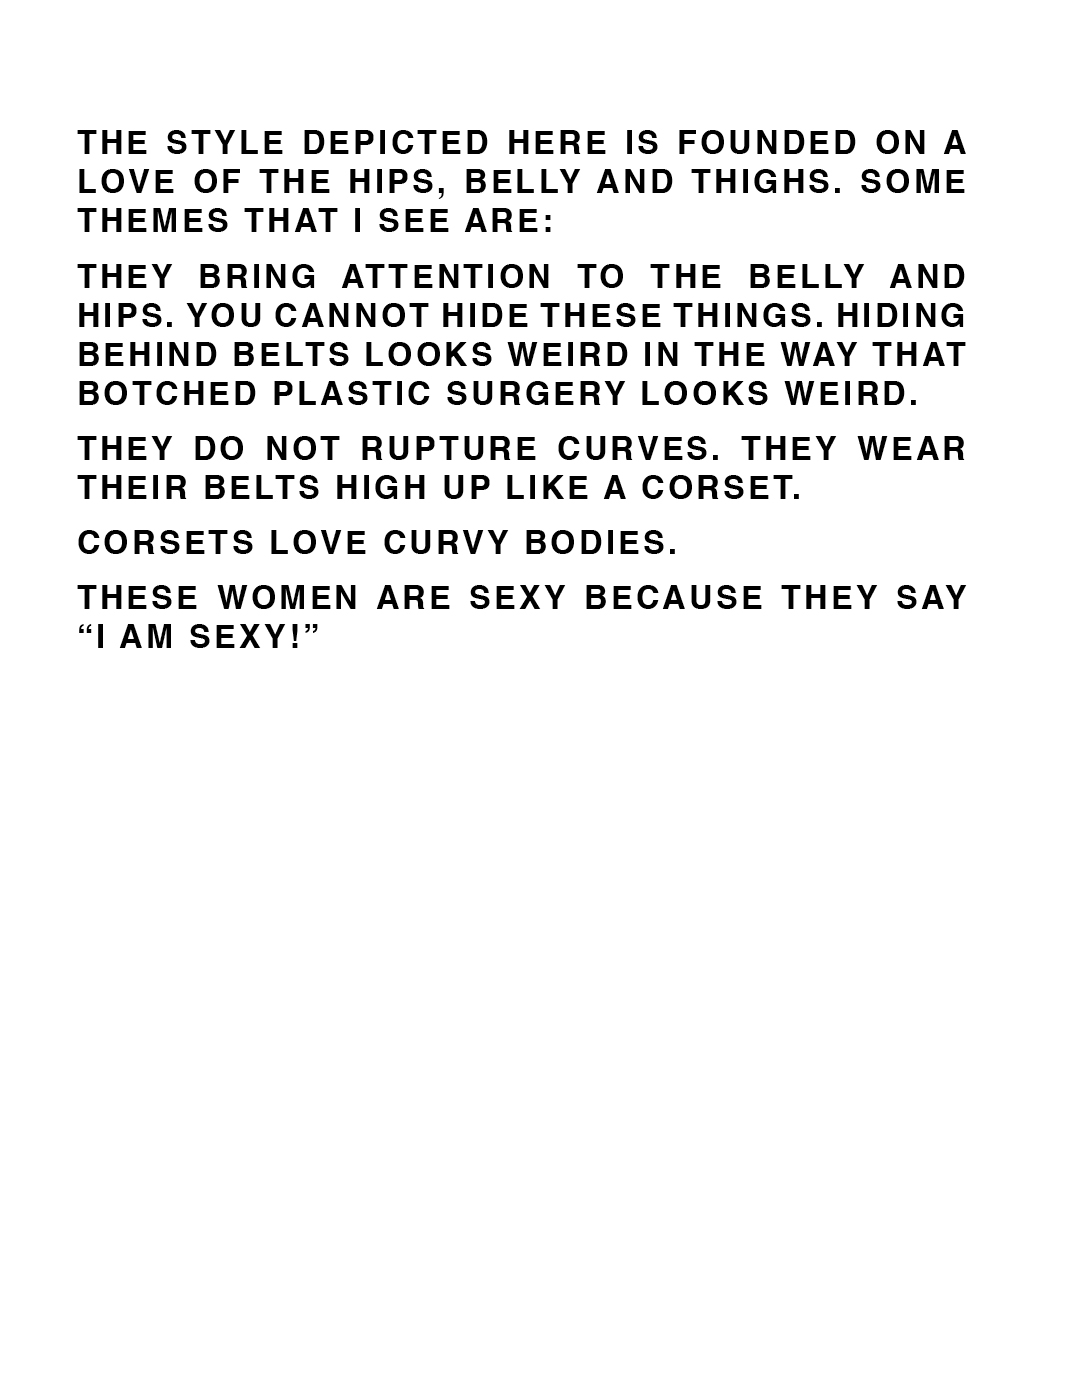 THE STYLE DEPICTED HERE IS FOUNDED ON A
LOVE OF THE HIPS, BELLY AND THIGHS. SOME
THEMES THAT I SEE ARE:
THEY BRING ATTENTION TO THE BELLY AND
HIPS. YOU CANNOT HIDE THESE THINGS. HIDING
BEHIND BELTS LOOKS WEIRD IN THE WAY THAT
BOTCHED PLASTIC SURGERY LOOKS WEIRD.
THEY DO NOT RUPTURE CURVES. THEY WEAR
THEIR BELTS HIGH UP LIKE A CORSET.
CORSETS LOVE CURVY BODIES.
THESE WOMEN ARE SEXY BECAUSE THEY SAY
“I AM SEXY!”